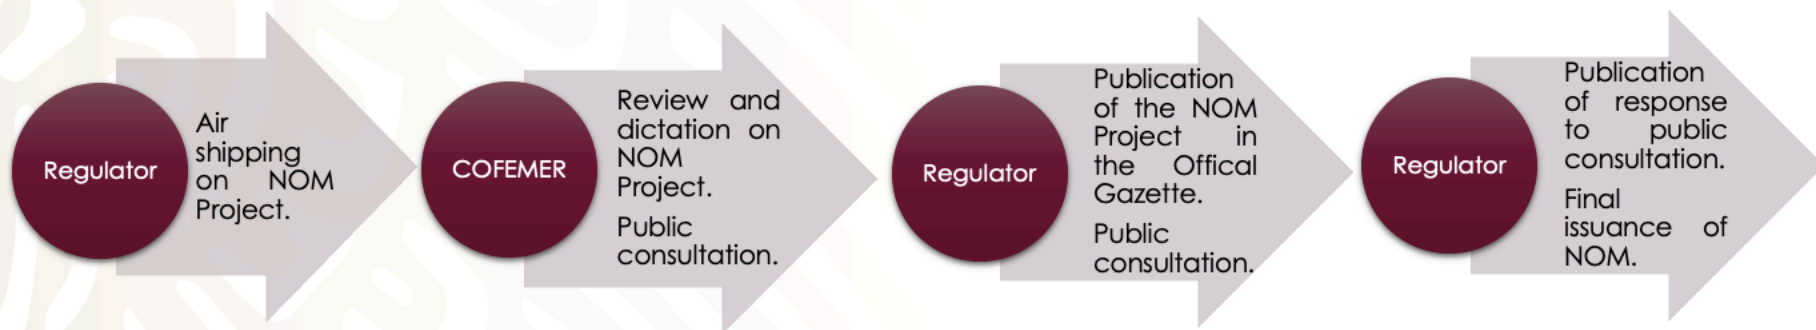 Regulator
Air
shipping
on NOM
Project.
COFEMER
Review and
dictation on
NOM
Project.
Public
consultation.
Regulator
Publication
of the NOM
Project in
the Offical
Gazette.
Public
consultation.
Regulator
Publication
of response
to public
consultation.
Final
issuance of
NOM.